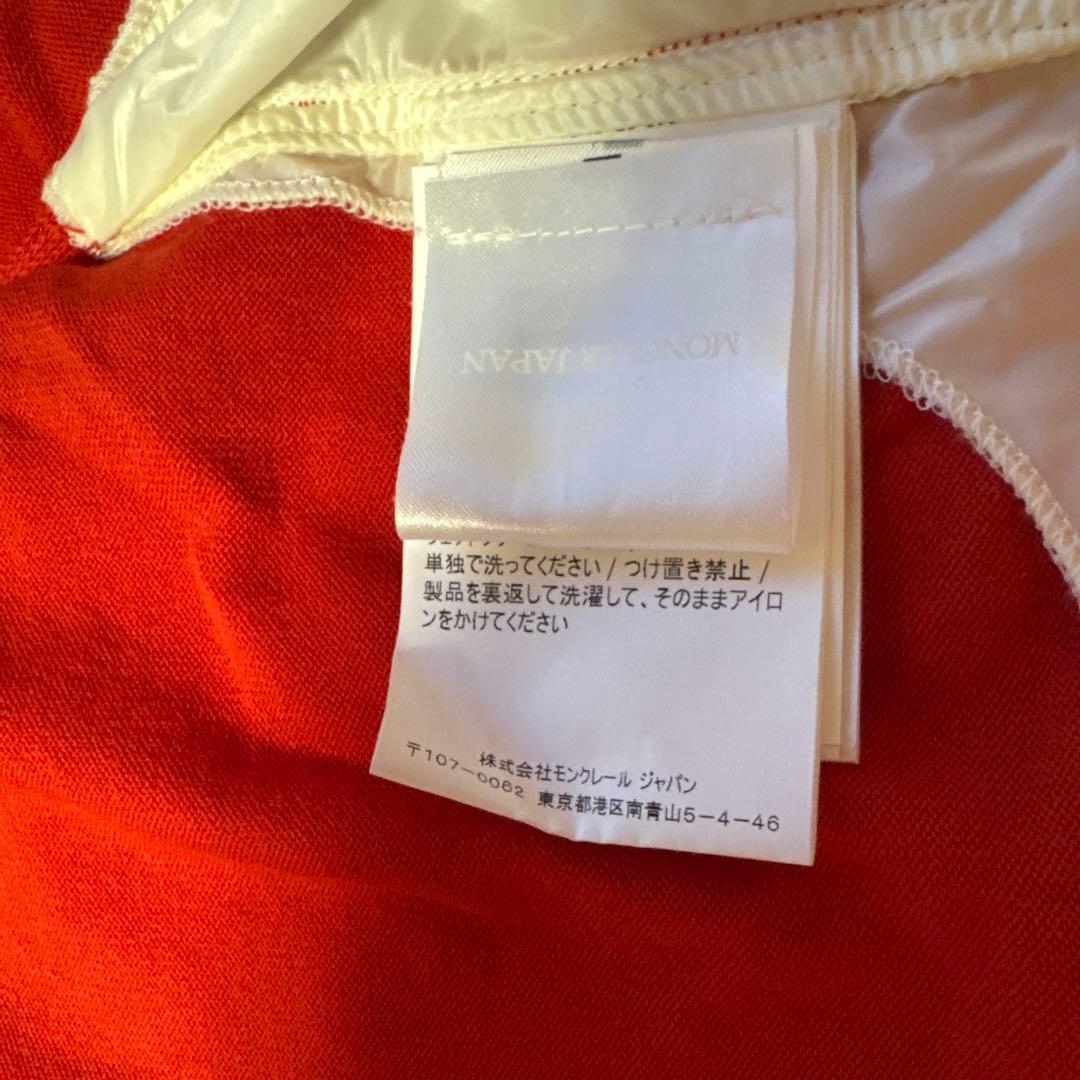 MONCLER JAPAN
単独で洗ってください / つけ置き禁止 /
製品を裏返して洗濯して、そのままアイロ
ンをかけてください
株式会社モンクレール ジャパン
〒107-0062 東京都港区南青山5-4-46